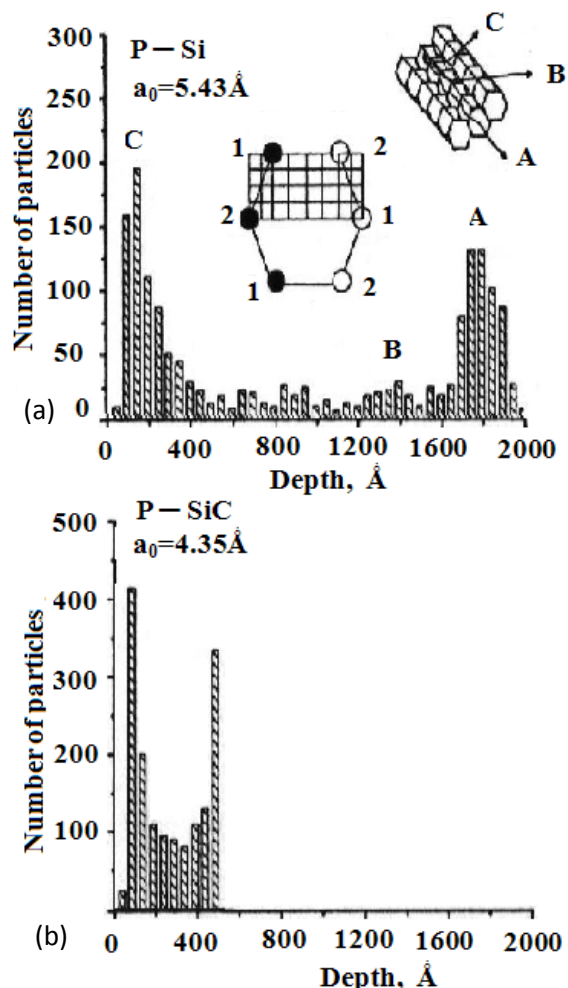 300
250
200
150
100
50
0
Number of particles
P – Si
a₀=5.43Å
C
B
A
C
1
2
2
1
1
2
A
B
(a)
0
400
800
1200
1600
2000
Depth, Å
500
400
300
200
100
Number of particles
P – SiC
a₀=4.35Å
(b)
0
400
800
1200
1600
2000
Depth, Å